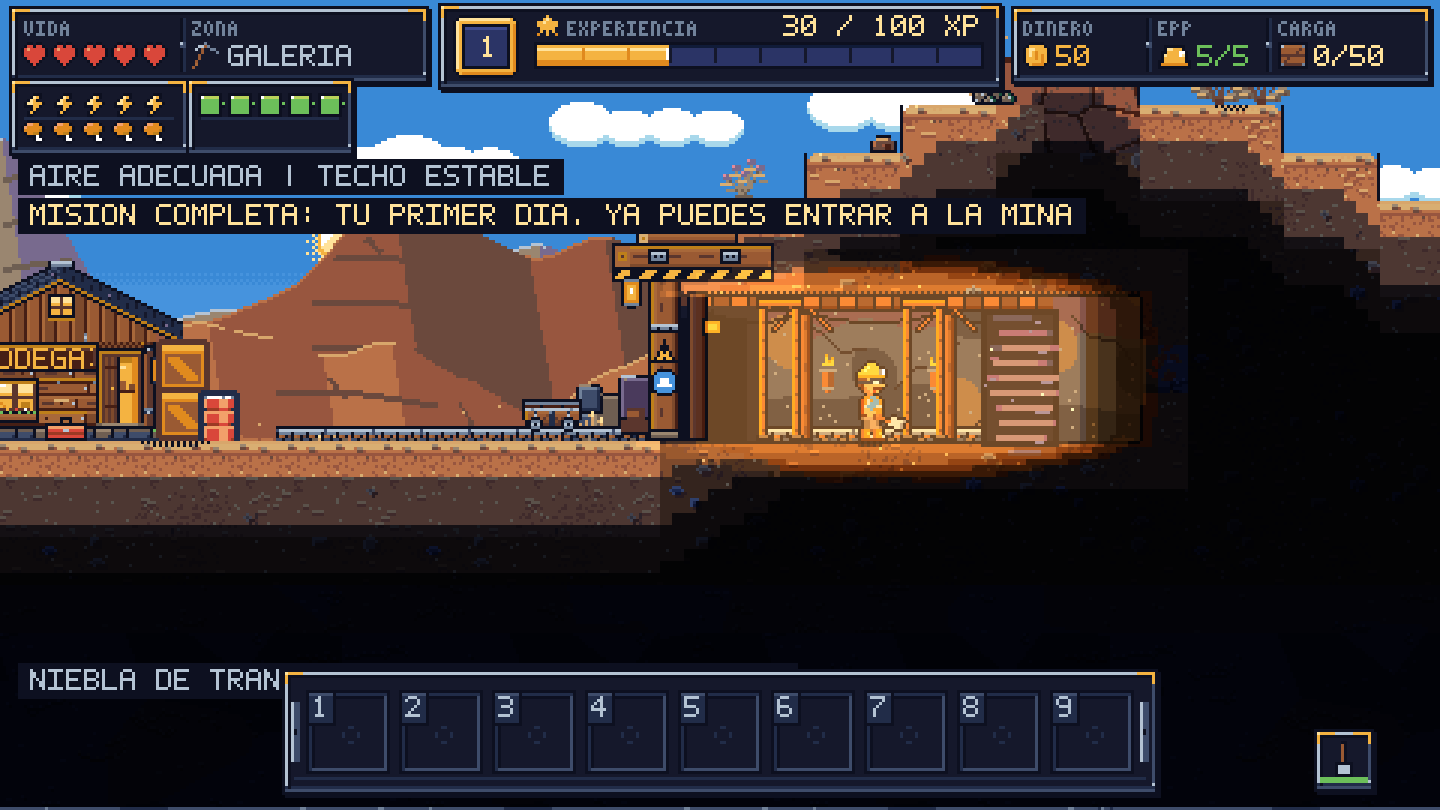 VIDA
ZONA
GALERIA
1
EXPERIENCIA
30 / 100 XP
DINERO
50
EPP
5/5
CARGA
0/50
AIRE ADECUADA | TECHO ESTABLE
MISION COMPLETA: TU PRIMER DIA. YA PUEDES ENTRAR A LA MINA
ODEGA
NIEBLA DE TRAN
1 2 3 4 5 6 7 8 9